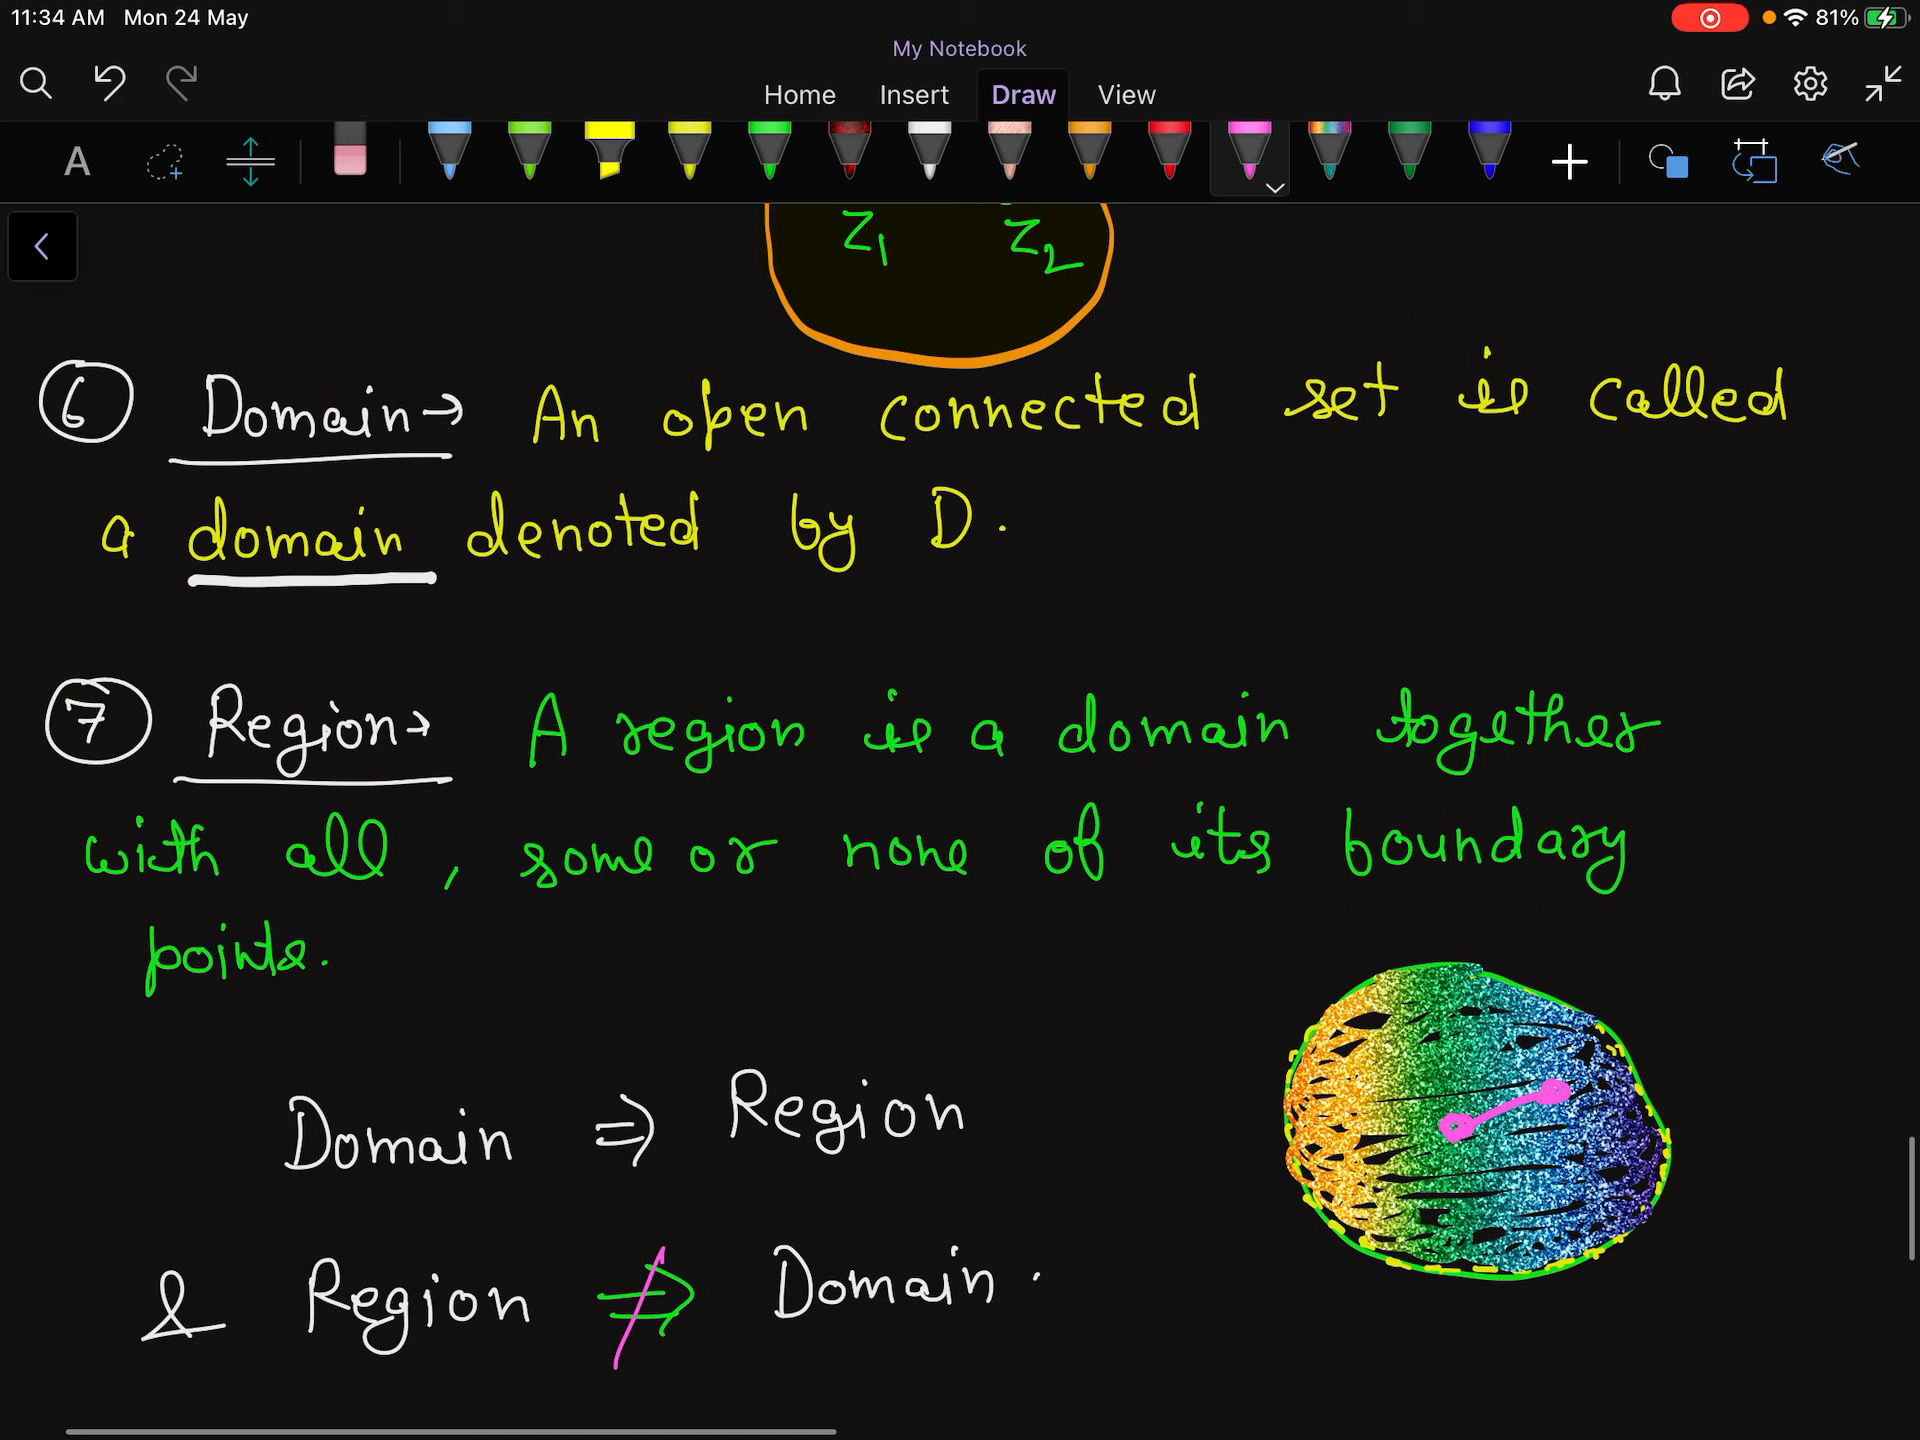 11:34 AM Mon 24 May
81%
My Notebook
Home Insert Draw View
A
Z1 Z2
6 Domain → An open connected set is called
a domain denoted by D.
7 Region → A region is a domain together
with all, some or none of its boundary
points.
Domain ⇒ Region
& Region ⇏ Domain.